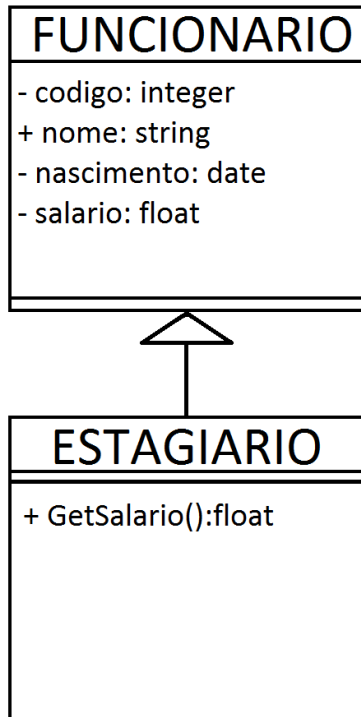 FUNCIONARIO
- codigo: integer
+ nome: string
- nascimento: date
- salario: float
ESTAGIARIO
+ GetSalario():float